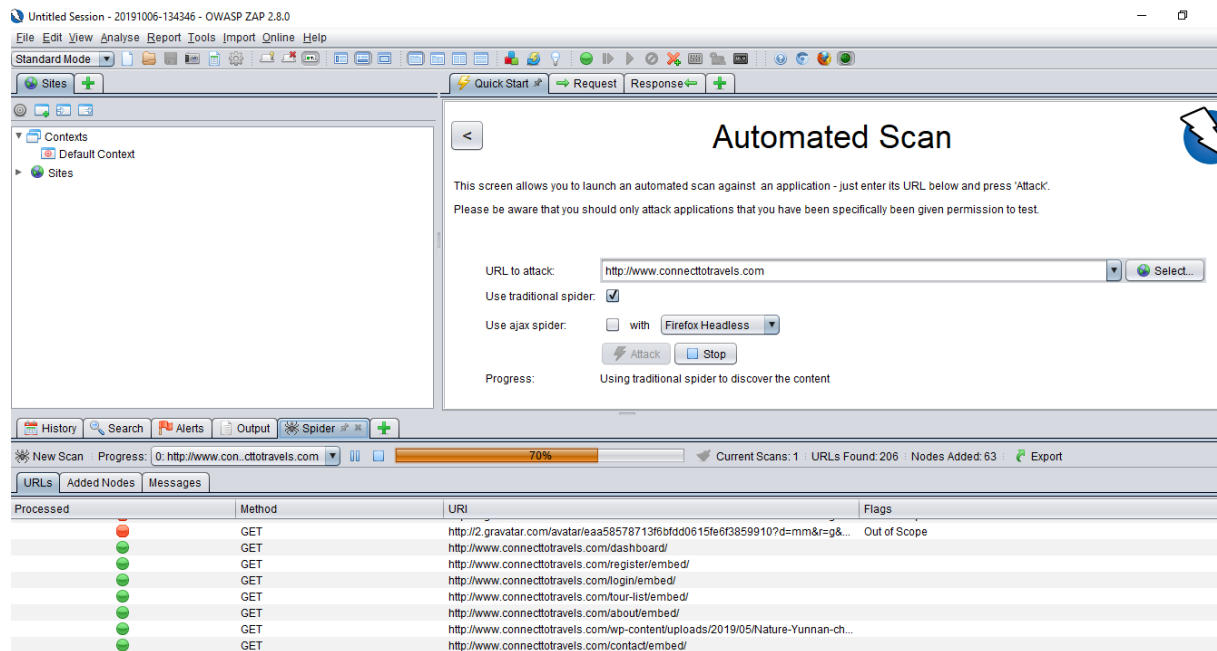 Untitled Session - 20191006-134346 - OWASP ZAP 2.8.0
File Edit View Analyse Report Tools Import Online Help
Standard Mode
Sites
Quick Start Request Response
Contexts
Default Context
Sites
<
Automated Scan
This screen allows you to launch an automated scan against an application - just enter its URL below and press 'Attack'.
Please be aware that you should only attack applications that you have been specifically been given permission to test.
URL to attack: http://www.connecttotravels.com Select...
Use traditional spider:
Use ajax spider: with Firefox Headless
Attack Stop
Progress: Using traditional spider to discover the content
History Search Alerts Output Spider
New Scan Progress: 0: http://www.con..cttotravels.com 70% Current Scans: 1 URLs Found: 206 Nodes Added: 63 Export
URLs Added Nodes Messages
Processed Method URI Flags
GET http://2.gravatar.com/avatar/eaa58578713f6bfdd0615fe6f3859910?d=mm&r=g&... Out of Scope
GET http://www.connecttotravels.com/dashboard/
GET http://www.connecttotravels.com/register/embed/
GET http://www.connecttotravels.com/login/embed/
GET http://www.connecttotravels.com/tour-list/embed/
GET http://www.connecttotravels.com/about/embed/
GET http://www.connecttotravels.com/wp-content/uploads/2019/05/Nature-Yunnan-ch...
GET http://www.connecttotravels.com/contact/embed/